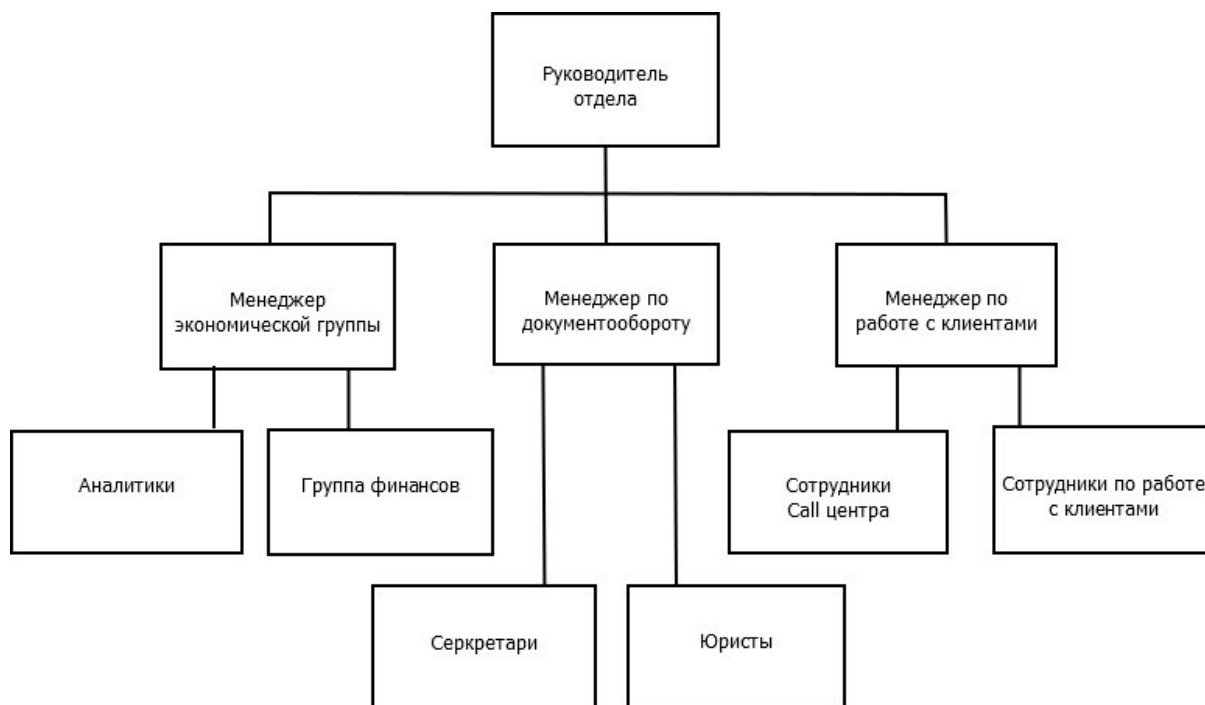 Руководитель
отдела
Менеджер
экономической группы
Менеджер по
документообороту
Менеджер по
работе с клиентами
Аналитики
Группа финансов
Сотрудники
Call центра
Сотрудники по работе
с клиентами
Серкретари
Юристы